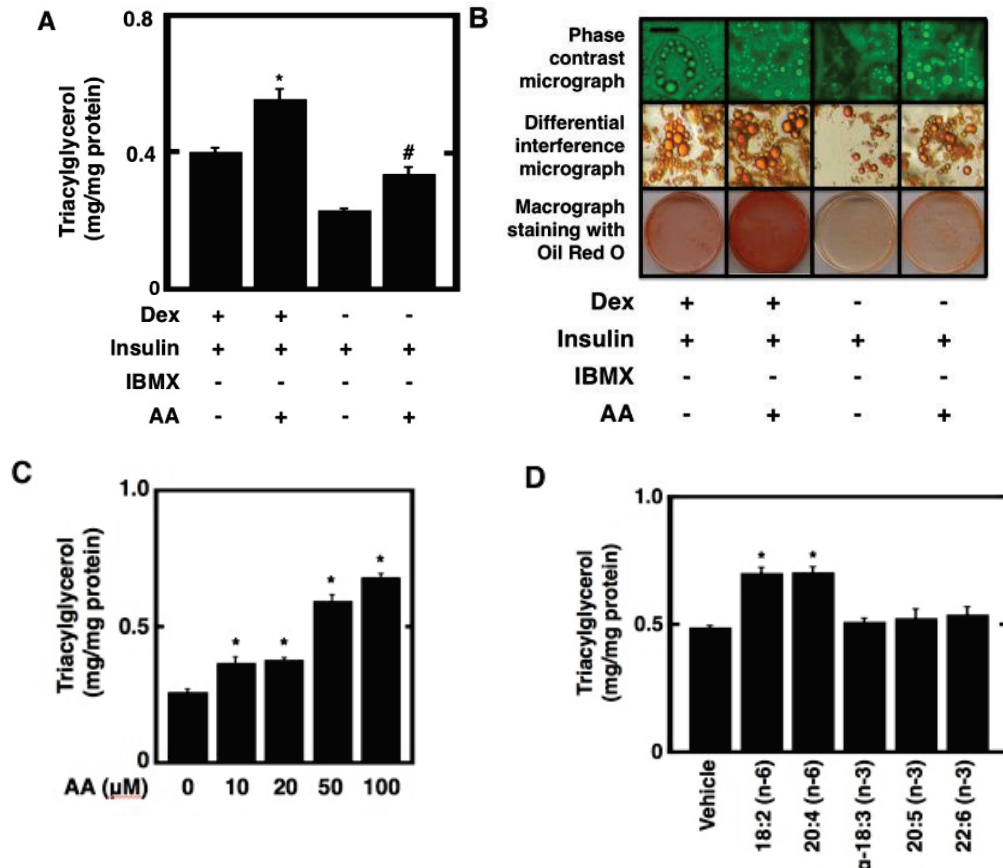 A
0.8
0.4
0
Triacylglycerol
(mg/mg protein)
*
#
Dex + + - -
Insulin + + + +
IBMX - - - -
AA - + - +
B
Phase
contrast
micrograph
Differential
interference
micrograph
Macrograph
staining with
Oil Red O
Dex + + - -
Insulin + + + +
IBMX - - - -
AA - + - +
C
1.0
0.5
0
Triacylglycerol
(mg/mg protein)
* * * *
AA (µM) 0 10 20 50 100
D
1.0
0.5
0
Triacylglycerol
(mg/mg protein)
* *
Vehicle
18:2 (n-6)
20:4 (n-6)
α-18:3 (n-3)
20:5 (n-3)
22:6 (n-3)